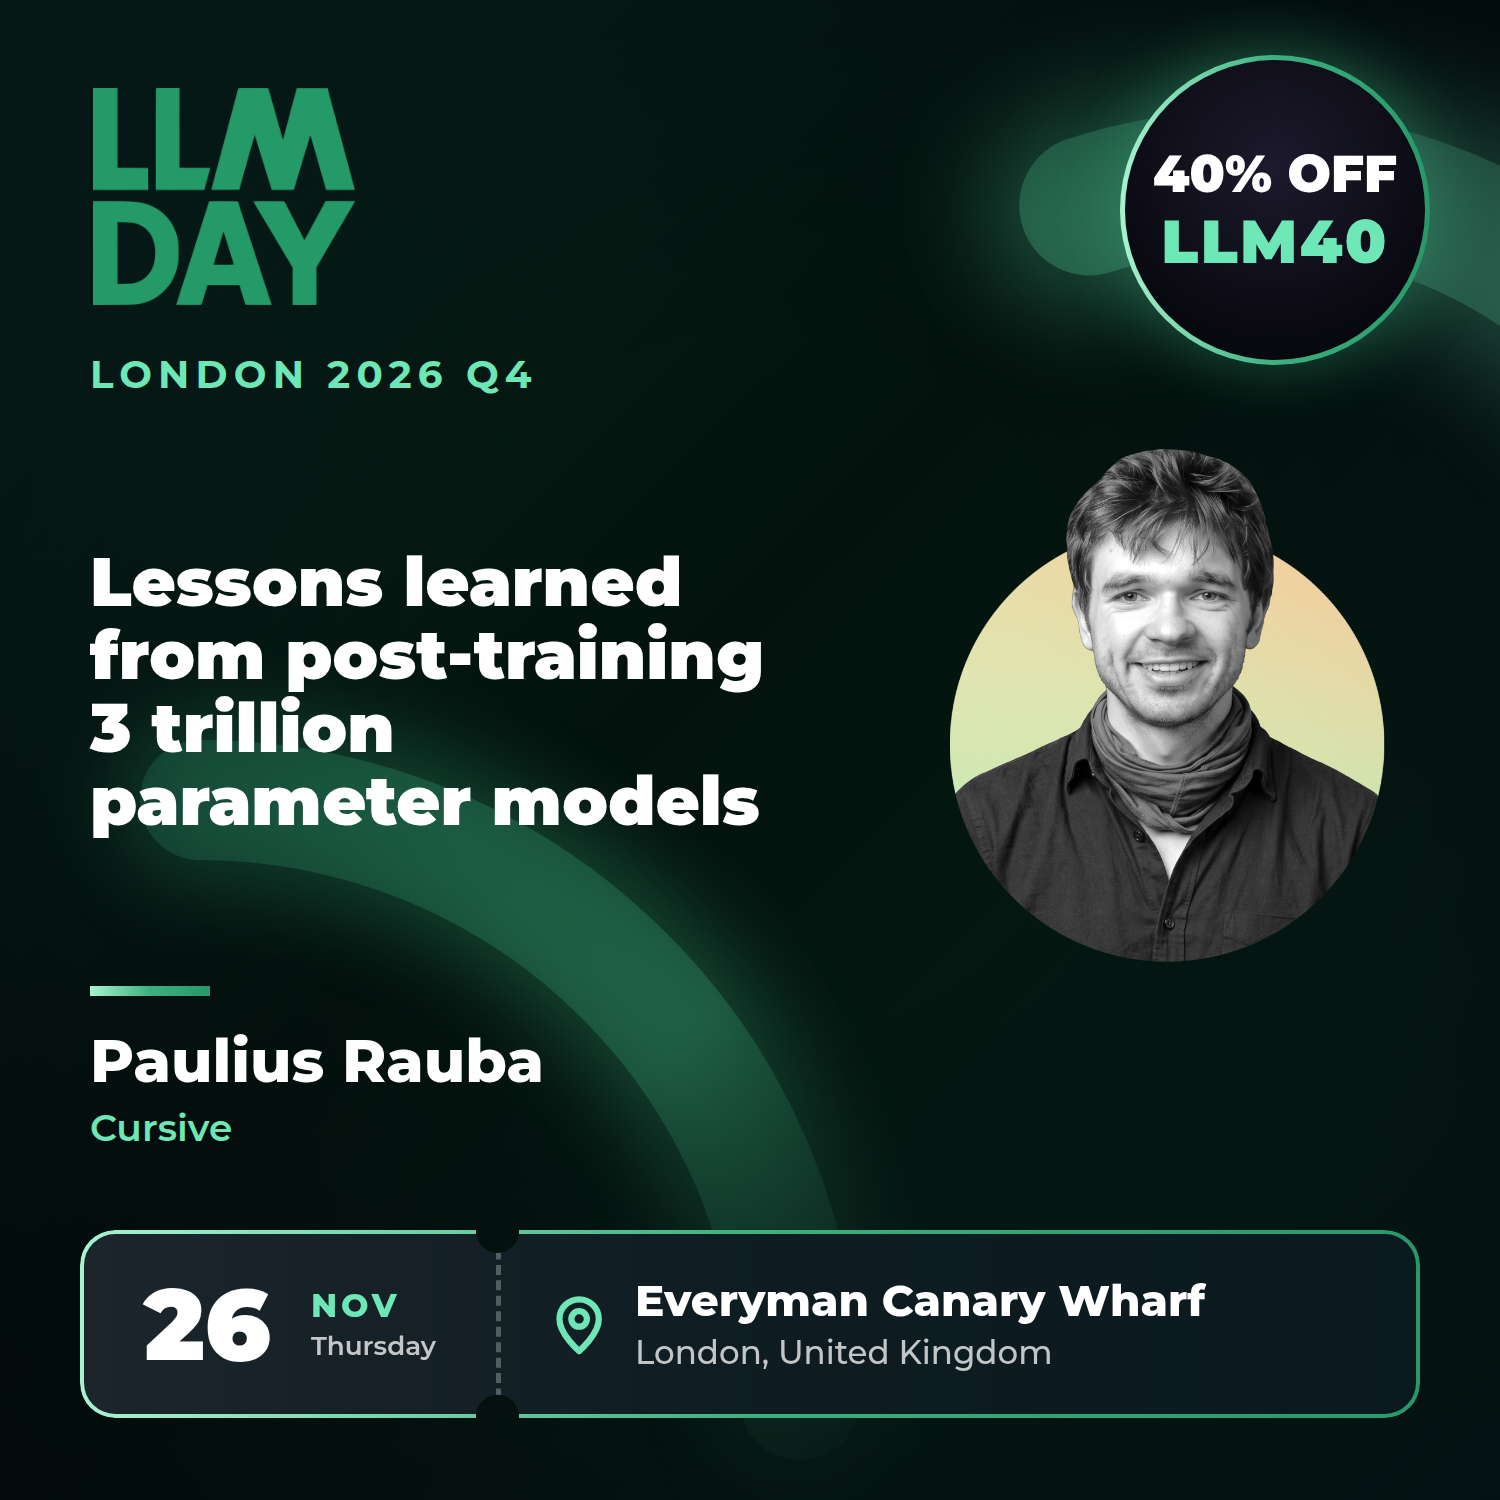 LLM
DAY
LONDON 2026 Q4
40% OFF
LLM40
Lessons learned
from post-training
3 trillion
parameter models
Paulius Rauba
Cursive
26
NOV
Thursday
Everyman Canary Wharf
London, United Kingdom